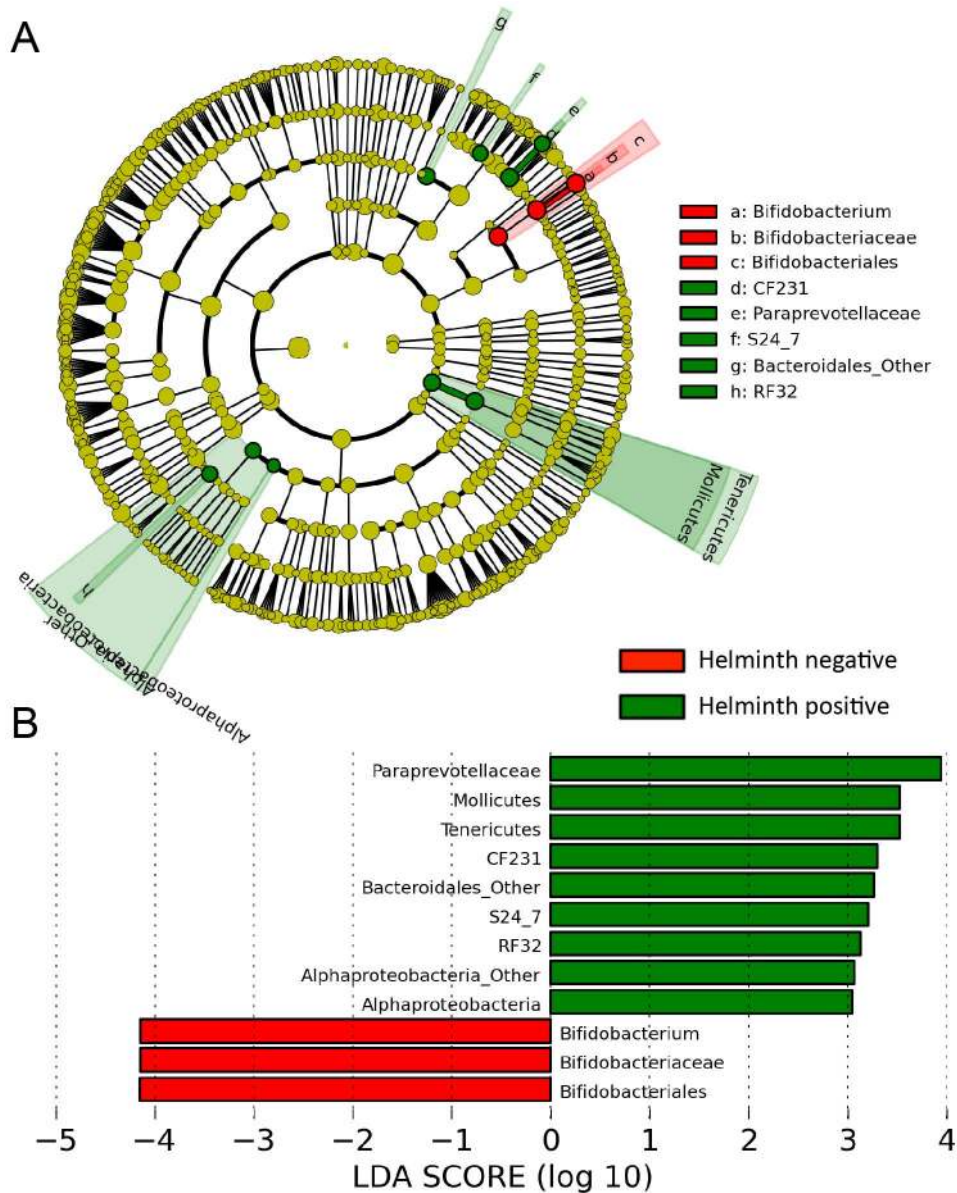 A
g
f
e
d
c
b
a
a: Bifidobacterium
b: Bifidobacteriaceae
c: Bifidobacteriales
d: CF231
e: Paraprevotellaceae
f: S24_7
g: Bacteroidales_Other
h: RF32
Mollicutes
Tenericutes
h
Alphaproteobacteria_Other
Alphaproteobacteria
Helminth negative
Helminth positive
B
Paraprevotellaceae
Mollicutes
Tenericutes
CF231
Bacteroidales_Other
S24_7
RF32
Alphaproteobacteria_Other
Alphaproteobacteria
Bifidobacterium
Bifidobacteriaceae
Bifidobacteriales
−5 −4 −3 −2 −1 0 1 2 3 4
LDA SCORE (log 10)